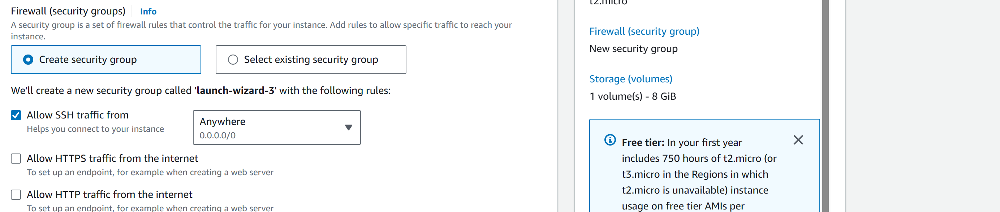 Firewall (security groups) Info
A security group is a set of firewall rules that control the traffic for your instance. Add rules to allow specific traffic to reach your
instance.
Create security group
Select existing security group
We'll create a new security group called 'launch-wizard-3' with the following rules:
Allow SSH traffic from
Helps you connect to your instance
Anywhere
0.0.0.0/0
Allow HTTPS traffic from the internet
To set up an endpoint, for example when creating a web server
Allow HTTP traffic from the internet
To set up an endpoint, for example when creating a web server
t2.micro
Firewall (security group)
New security group
Storage (volumes)
1 volume(s) - 8 GiB
Free tier: In your first year
includes 750 hours of t2.micro (or
t3.micro in the Regions in which
t2.micro is unavailable) instance
usage on free tier AMIs per